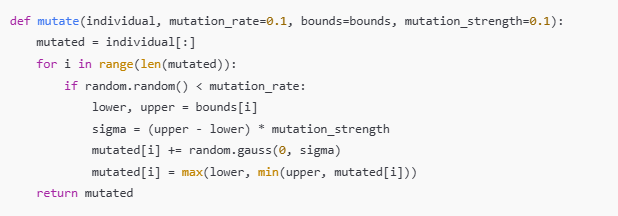 def mutate(individual, mutation_rate=0.1, bounds=bounds, mutation_strength=0.1):
    mutated = individual[:]
    for i in range(len(mutated)):
        if random.random() < mutation_rate:
            lower, upper = bounds[i]
            sigma = (upper - lower) * mutation_strength
            mutated[i] += random.gauss(0, sigma)
            mutated[i] = max(lower, min(upper, mutated[i]))
    return mutated